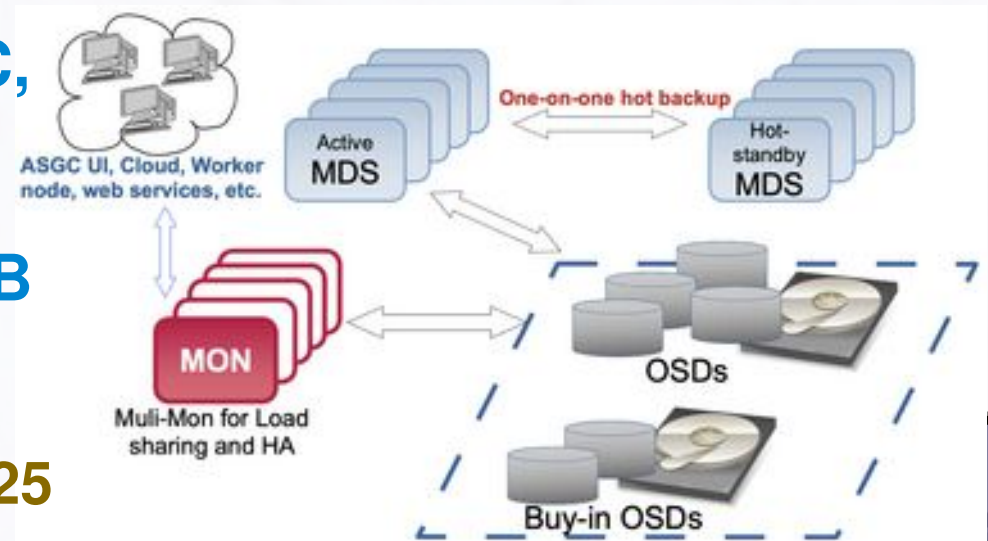 C,
ASGC UI, Cloud, Worker
node, web services, etc.
Active
MDS
One-on-one hot backup
Hot-
standby
MDS
B
MON
Muli-Mon for Load
sharing and HA
OSDs
25
Buy-in OSDs